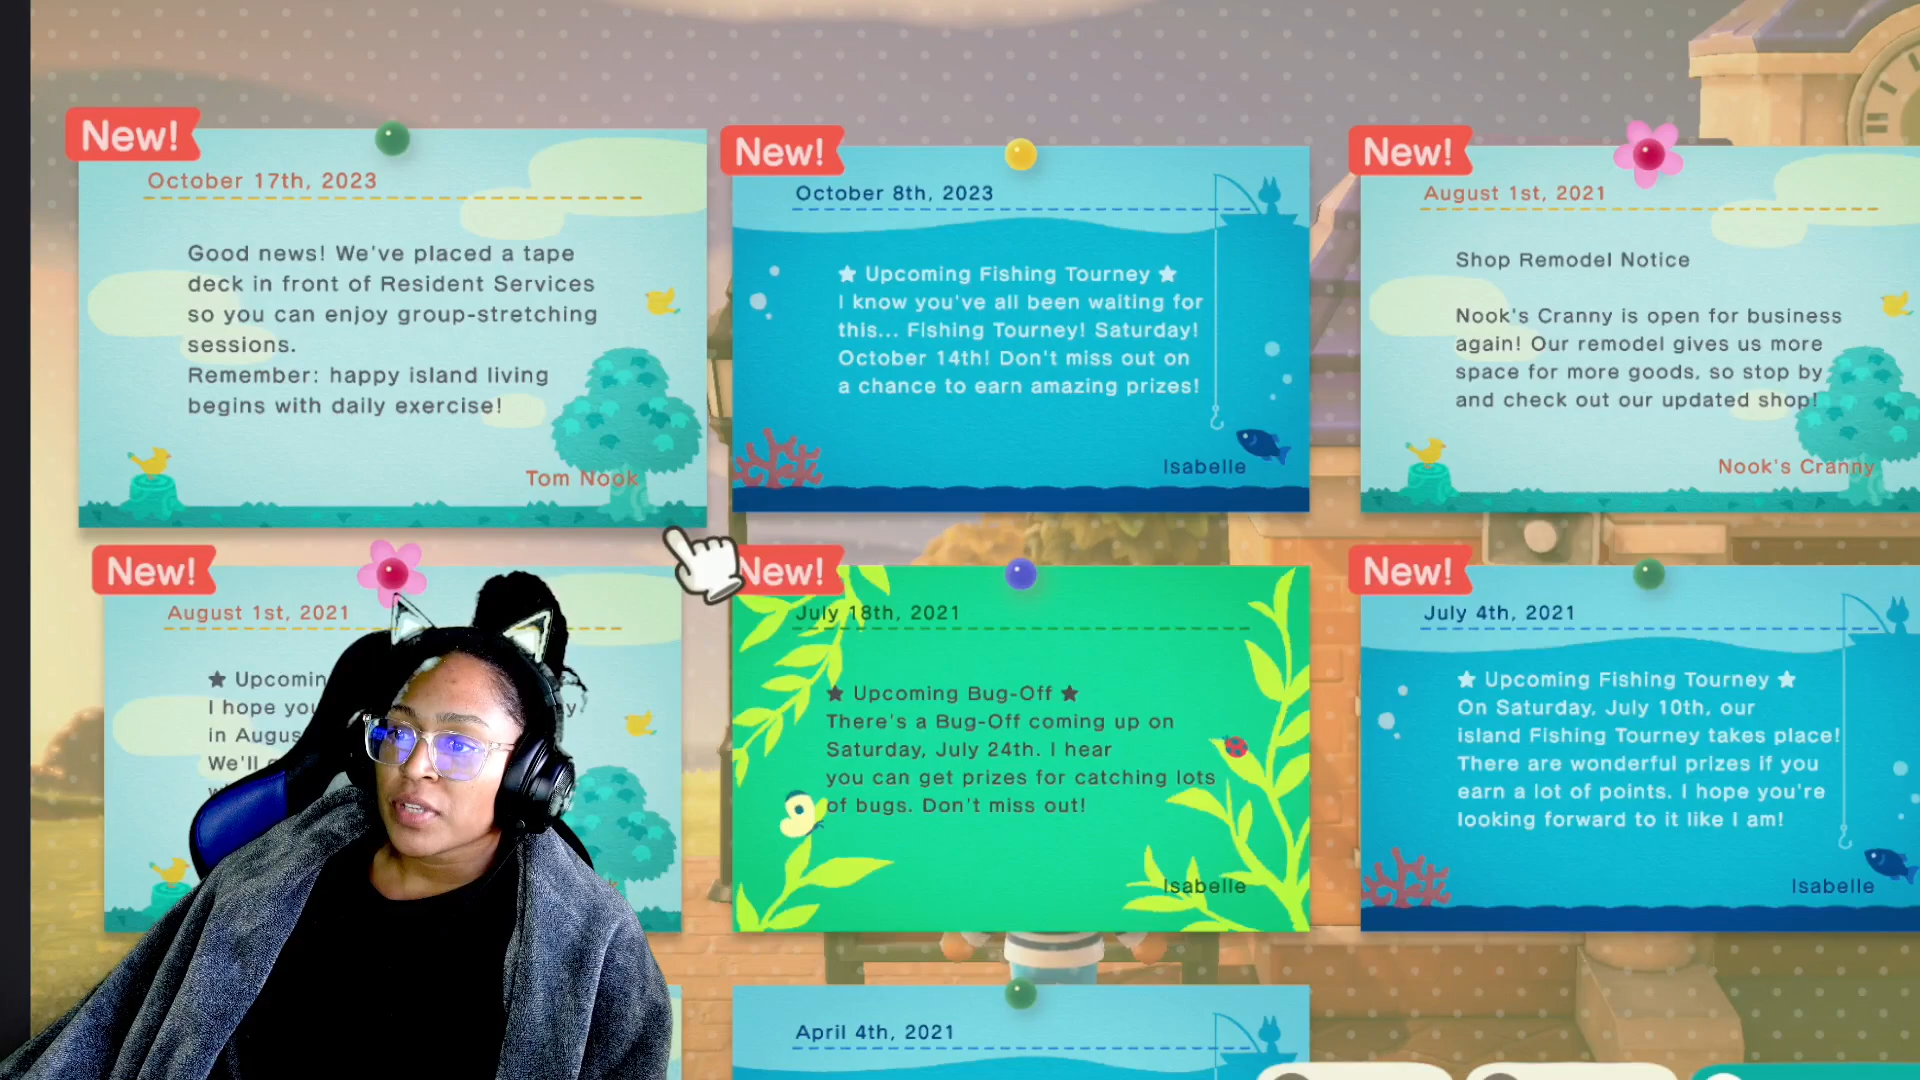 New!
October 17th, 2023
Good news! We've placed a tape
deck in front of Resident Services
so you can enjoy group-stretching
sessions.
Remember: happy island living
begins with daily exercise!
Tom Nook
New!
October 8th, 2023
★ Upcoming Fishing Tourney ★
I know you've all been waiting for
this... Fishing Tourney! Saturday!
October 14th! Don't miss out on
a chance to earn amazing prizes!
Isabelle
New!
August 1st, 2021
Shop Remodel Notice
Nook's Cranny is open for business
again! Our remodel gives us more
space for more goods, so stop by
and check out our updated shop!
Nook's Cranny
New!
August 1st, 2021
★ Upcomin
I hope you
in Augus
We'll
New!
July 18th, 2021
★ Upcoming Bug-Off ★
There's a Bug-Off coming up on
Saturday, July 24th. I hear
you can get prizes for catching lots
of bugs. Don't miss out!
Isabelle
New!
July 4th, 2021
★ Upcoming Fishing Tourney ★
On Saturday, July 10th, our
island Fishing Tourney takes place!
There are wonderful prizes if you
earn a lot of points. I hope you're
looking forward to it like I am!
Isabelle
April 4th, 2021